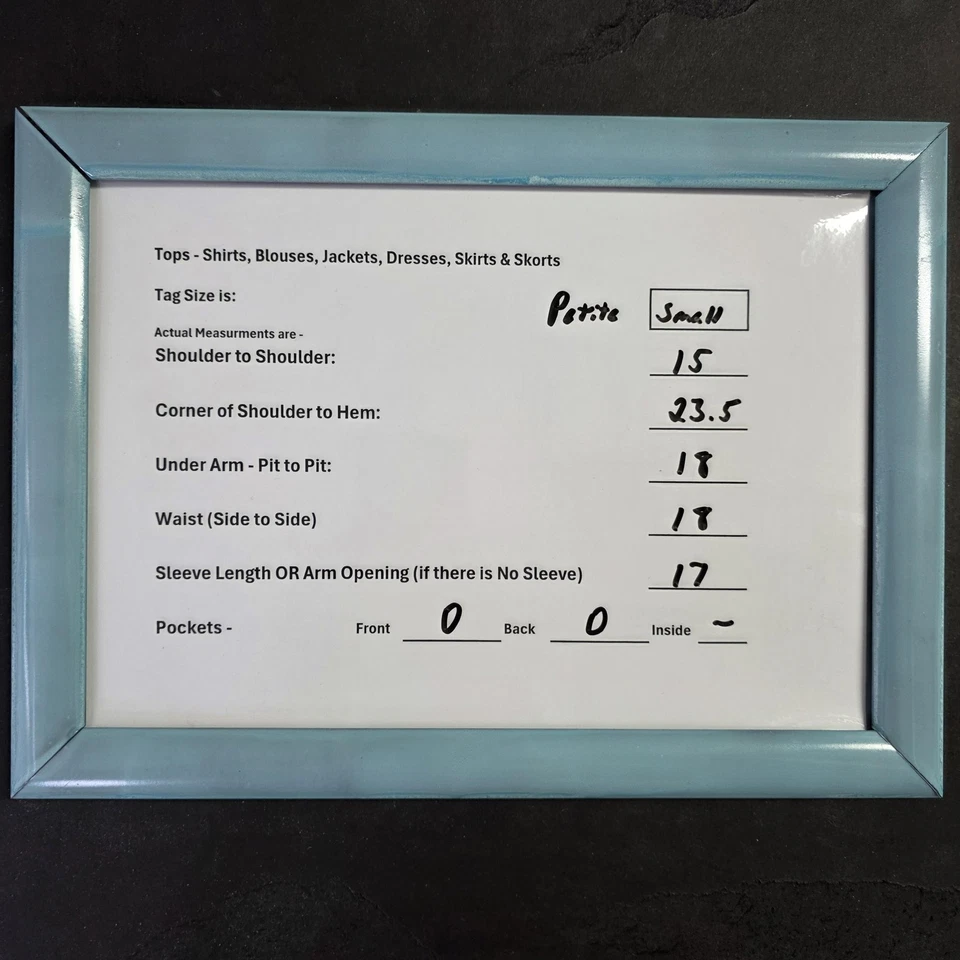 Tops - Shirts, Blouses, Jackets, Dresses, Skirts & Skorts
Tag Size is: Petite Small
Actual Measurments are -
Shoulder to Shoulder: 15
Corner of Shoulder to Hem: 23.5
Under Arm - Pit to Pit: 18
Waist (Side to Side) 18
Sleeve Length OR Arm Opening (if there is No Sleeve) 17
Pockets - Front 0 Back 0 Inside -